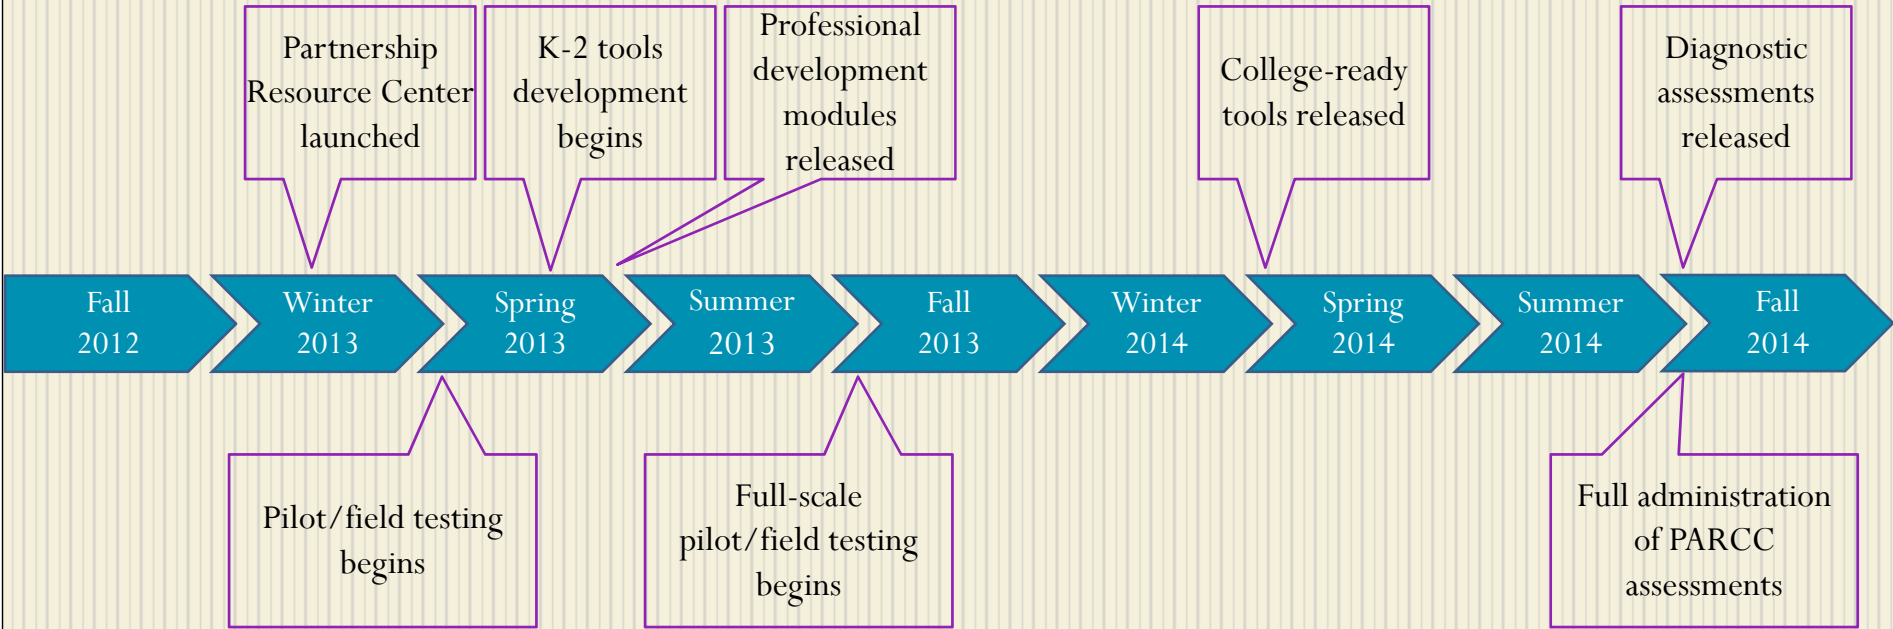 Partnership
Resource Center
launched
K-2 tools
development
begins
Professional
development
modules
released
College-ready
tools released
Diagnostic
assessments
released
Fall
2012
Winter
2013
Spring
2013
Summer
2013
Fall
2013
Winter
2014
Spring
2014
Summer
2014
Fall
2014
Pilot/field testing
begins
Full-scale
pilot/field testing
begins
Full administration
of PARCC
assessments